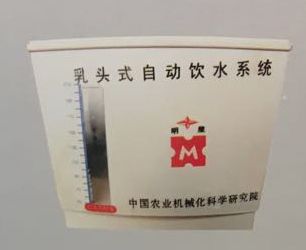 乳头式自动饮水系统
明星
M
中国农业机械化科学研究院